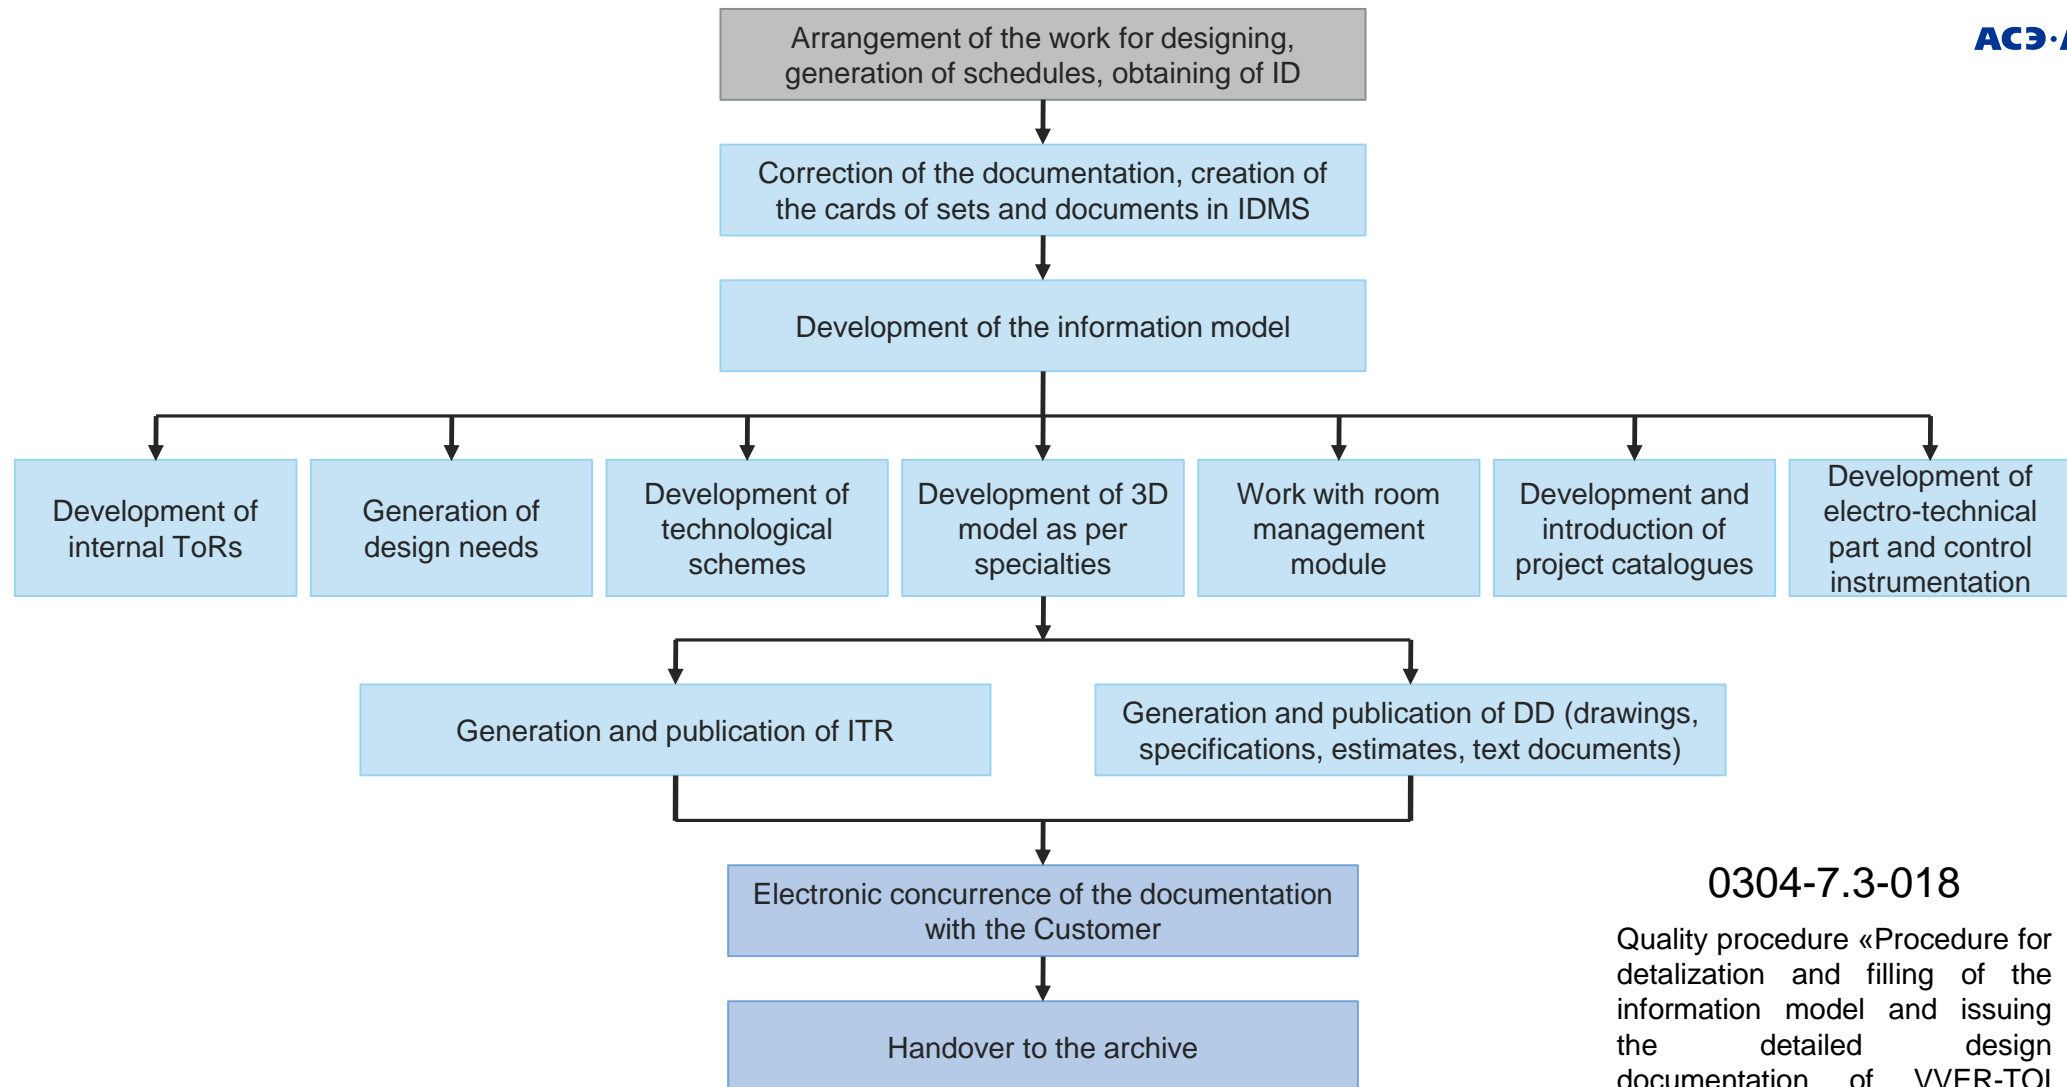 Arrangement of the work for designing,
generation of schedules, obtaining of ID
АСЭ
Correction of the documentation, creation of
the cards of sets and documents in IDMS
Development of the information model
Development of
internal ToRs
Generation of
design needs
Development of
technological
schemes
Development of 3D
model as per
specialties
Work with room
management
module
Development and
introduction of
project catalogues
Development of
electro-technical
part and control
instrumentation
Generation and publication of ITR
Generation and publication of DD (drawings,
specifications, estimates, text documents)
Electronic concurrence of the documentation
with the Customer
Handover to the archive
0304-7.3-018
Quality procedure «Procedure for
detalization and filling of the
information model and issuing
the detailed design
documentation of VVER-TOI